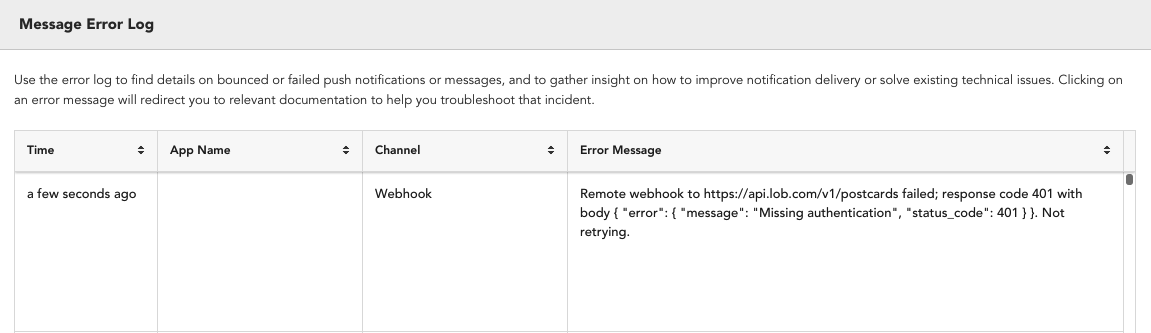 Message Error Log
Use the error log to find details on bounced or failed push notifications or messages, and to gather insight on how to improve notification delivery or solve existing technical issues. Clicking on
an error message will redirect you to relevant documentation to help you troubleshoot that incident.
Time App Name Channel Error Message
a few seconds ago Webhook Remote webhook to https://api.lob.com/v1/postcards failed; response code 401 with
body { "error": { "message": "Missing authentication", "status_code": 401 } }. Not
retrying.